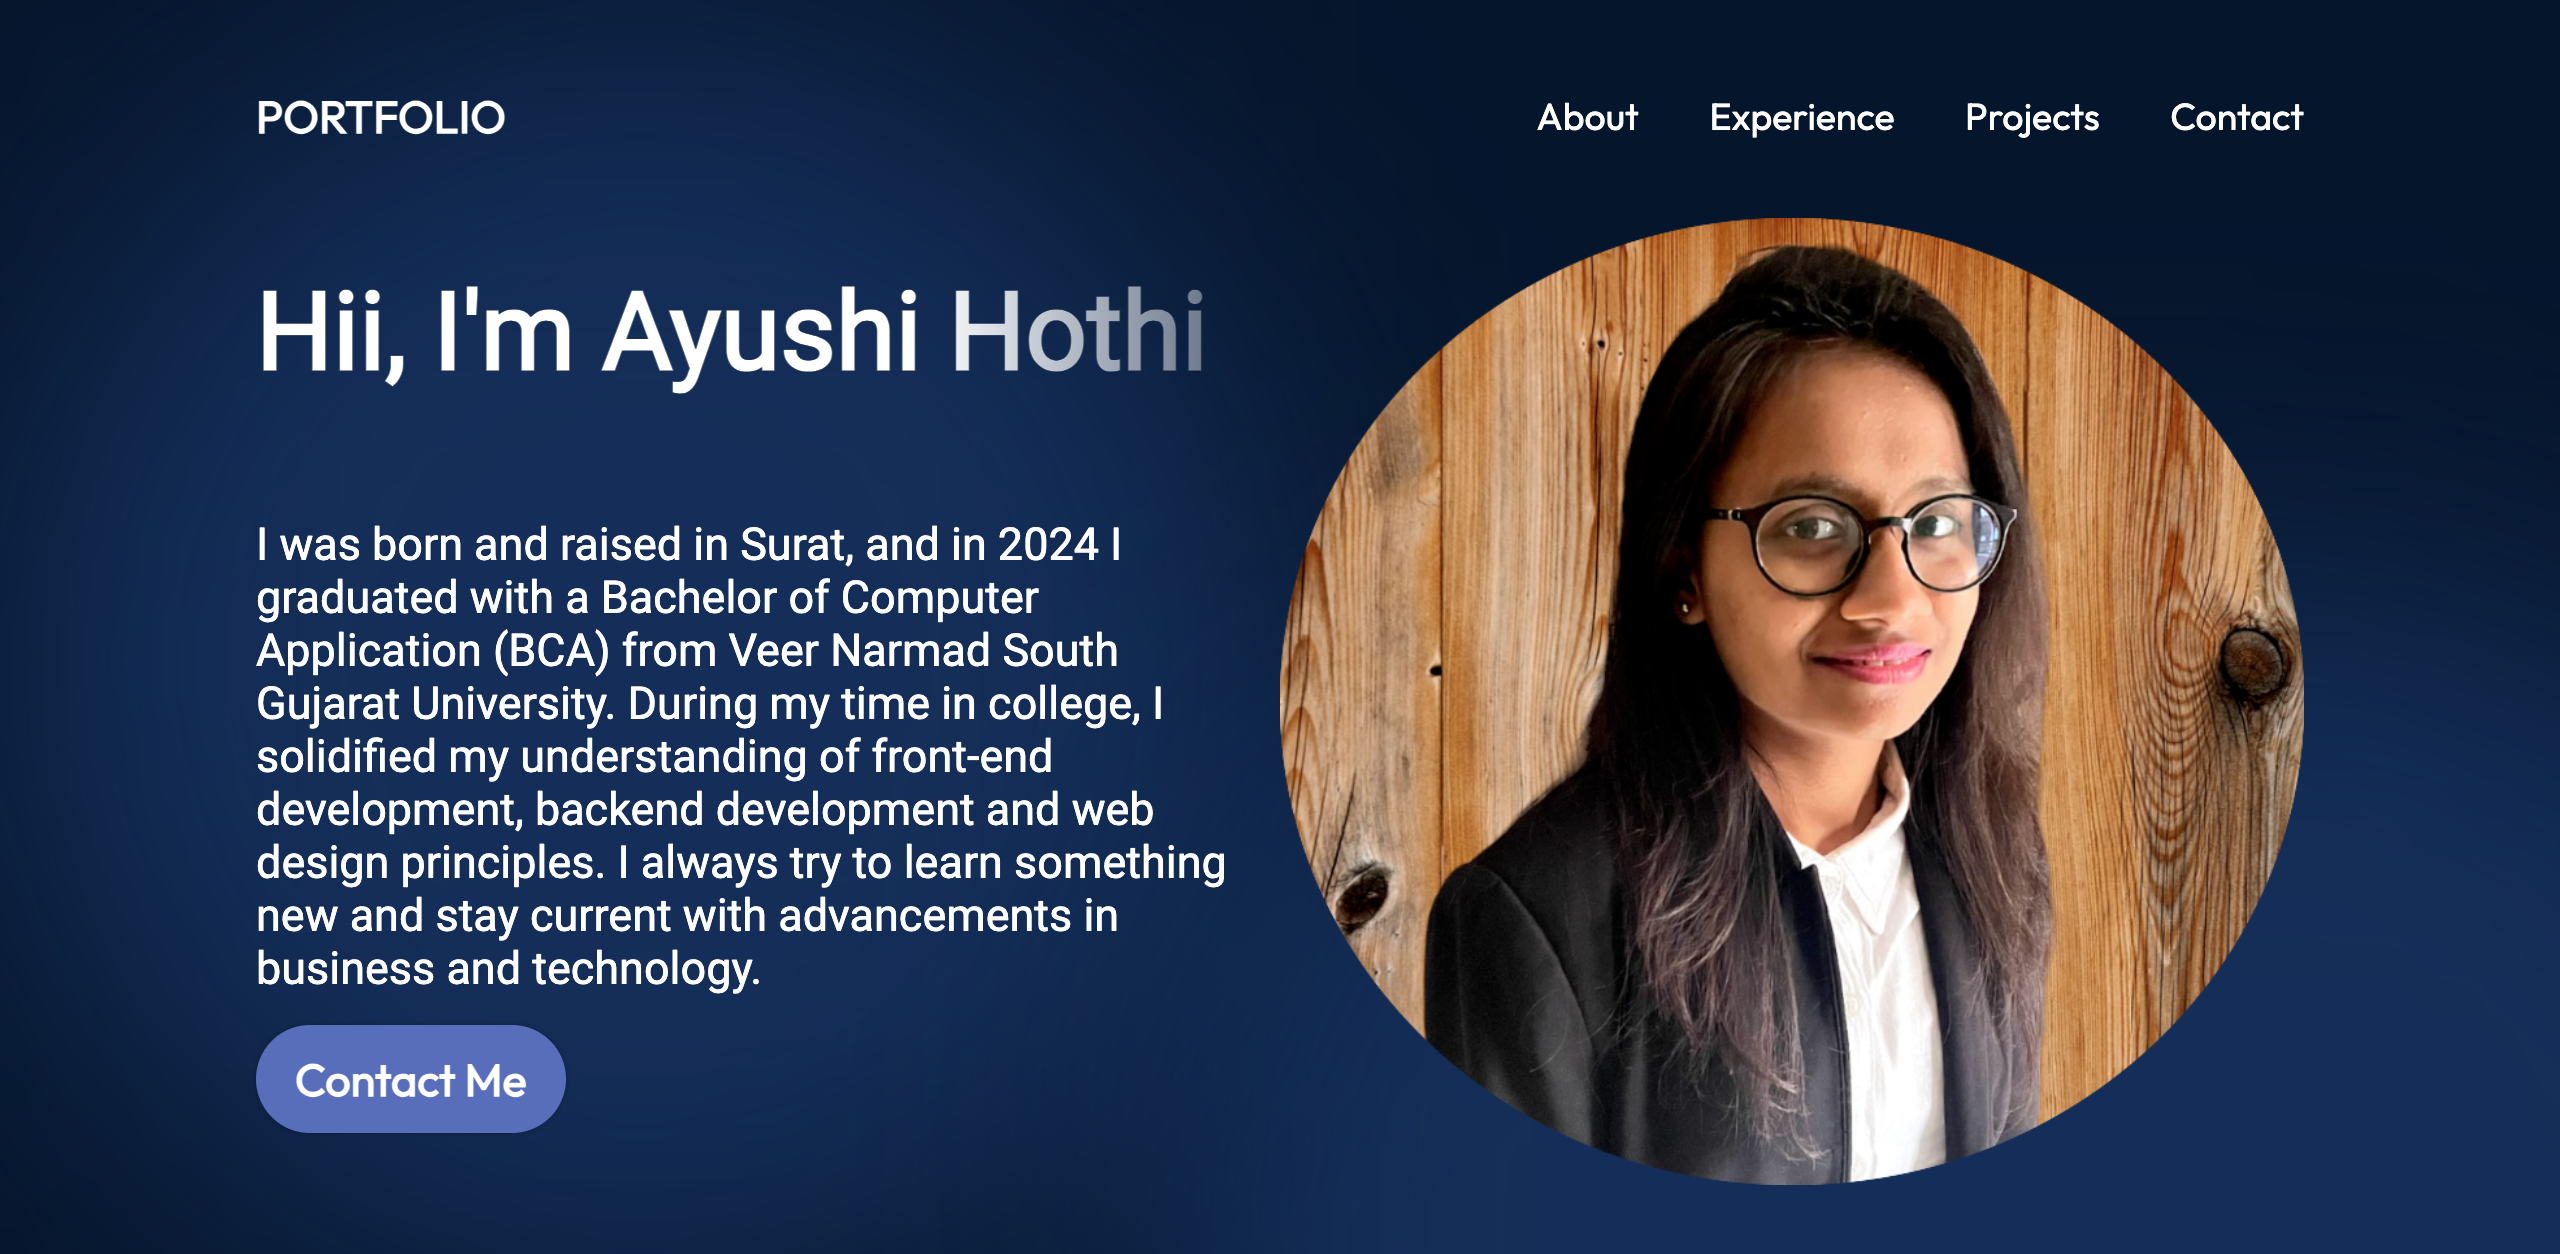 PORTFOLIO
About Experience Projects Contact
Hii, I'm Ayushi Hothi
I was born and raised in Surat, and in 2024 I
graduated with a Bachelor of Computer
Application (BCA) from Veer Narmad South
Gujarat University. During my time in college, I
solidified my understanding of front-end
development, backend development and web
design principles. I always try to learn something
new and stay current with advancements in
business and technology.
Contact Me